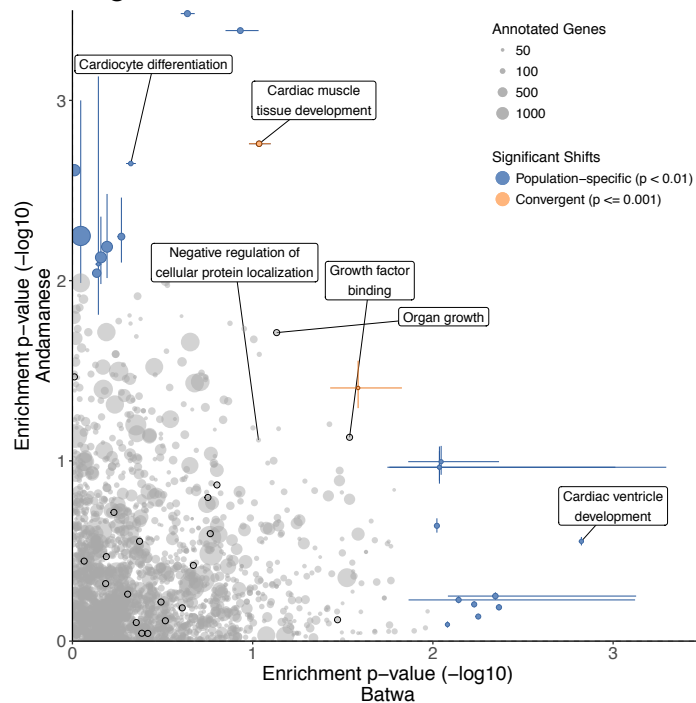 Cardiocyte differentiation
Cardiac muscle
tissue development
Negative regulation of
cellular protein localization
Growth factor
binding
Organ growth
Cardiac ventricle
development
Annotated Genes
50
100
500
1000
Significant Shifts
Population−specific (p < 0.01)
Convergent (p <= 0.001)
Enrichment p−value (−log10)
Andamanese
3
2
1
0
0
1
2
3
Enrichment p−value (−log10)
Batwa